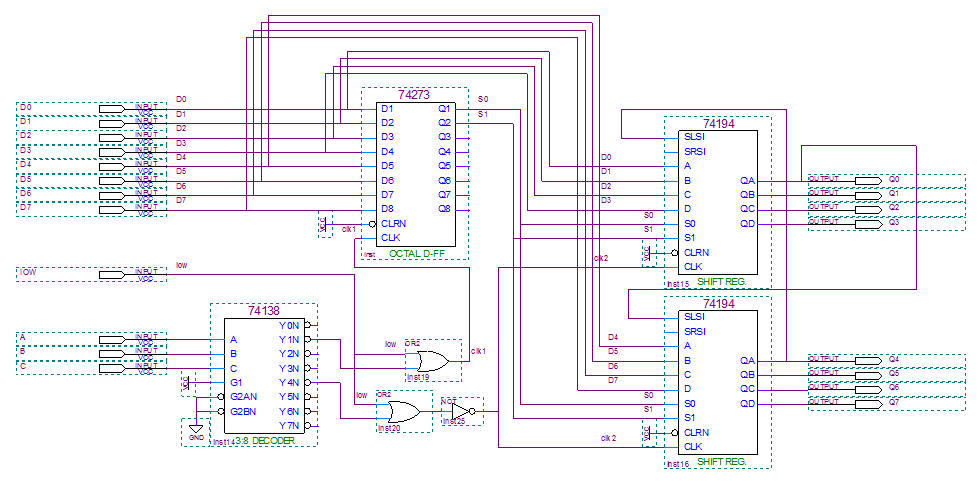 D0 INPUT VCC D0
D1 INPUT VCC D1
D2 INPUT VCC D2
D3 INPUT VCC D3
D4 INPUT VCC D4
D5 INPUT VCC D5
D6 INPUT VCC D6
D7 INPUT VCC D7
74273
D1 Q1 S0
D2 Q2 S1
D3 Q3
D4 Q4
D5 Q5
D6 Q6
D7 Q7
D8 Q8
VCC CLRN
clk1 CLK
inst OCTAL D-FF
74194
SLSI
SRSI
D0 A
D1 B QA OUTPUT Q0
D2 C QB OUTPUT Q1
D3 D QC OUTPUT Q2
S0 S0 QD OUTPUT Q3
S1 S1
VCC CLRN
clk2 CLK
inst15 SHIFT REG.
IOW INPUT VCC iow
74138
Y0N
A INPUT VCC A Y1N
B INPUT VCC B Y2N
C INPUT VCC C Y3N
VCC G1 Y4N
G2AN Y5N
G2BN Y6N
Y7N
GND
inst14 3:8 DECODER
iow OR2 clk1
inst19
iow OR2
inst20
NOT
inst25
74194
SLSI
SRSI
D4 A
D5 B QA OUTPUT Q4
D6 C QB OUTPUT Q5
D7 D QC OUTPUT Q6
S0 S0 QD OUTPUT Q7
S1 S1
VCC CLRN
clk2 CLK
inst16 SHIFT REG.